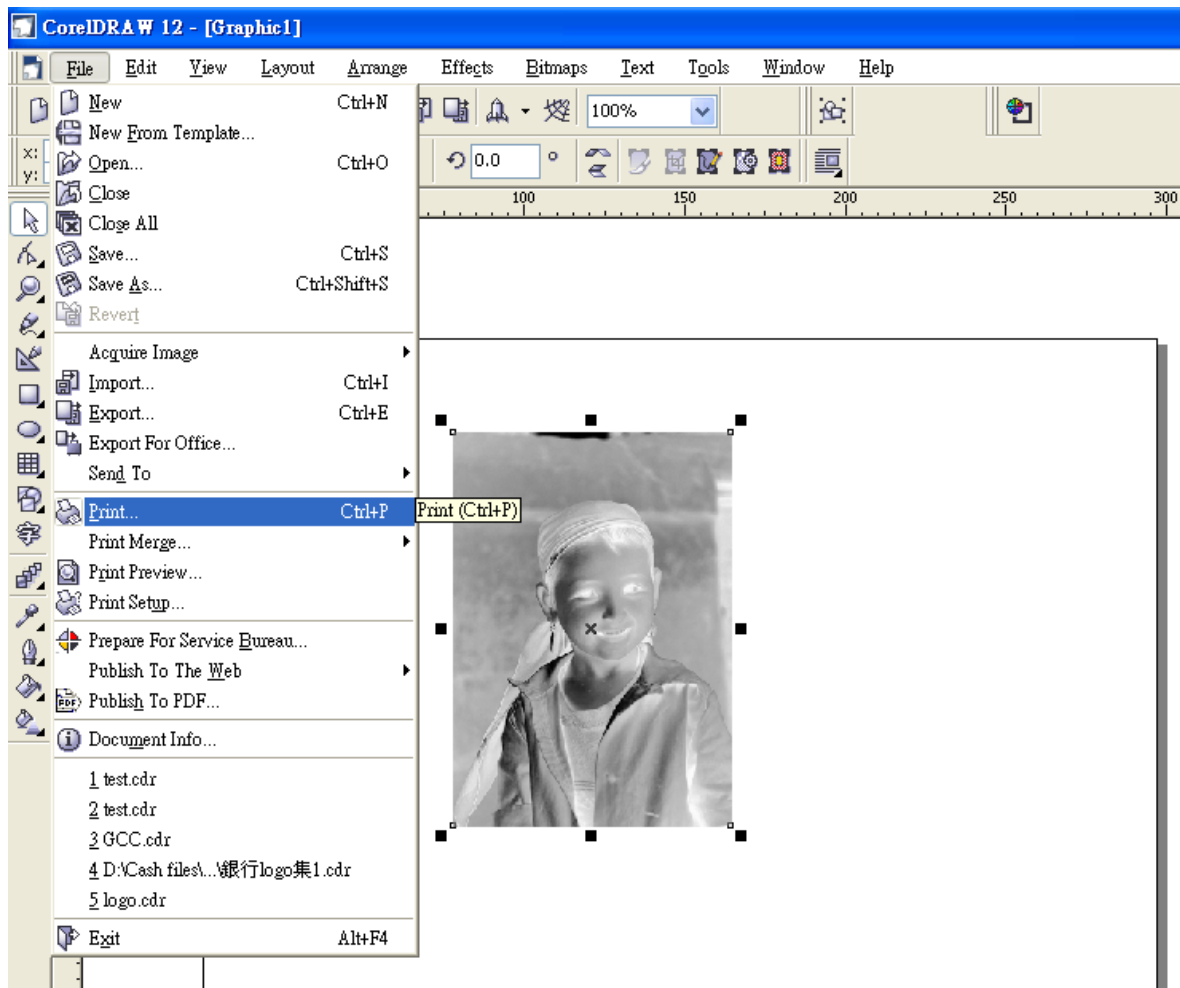 CorelDRAW 12 - [Graphic1]
File Edit View Layout Arrange Effects Bitmaps Text Tools Window Help
New Ctrl+N
100%
New From Template...
x:
Open... Ctrl+O
0.0 °
y:
Close
100 150 200 250 300
Close All
Save... Ctrl+S
Save As... Ctrl+Shift+S
Revert
Acquire Image
Import... Ctrl+I
Export... Ctrl+E
Export For Office...
Send To
Print... Ctrl+P
Print (Ctrl+P)
字
Print Merge...
Print Preview...
Print Setup...
Prepare For Service Bureau...
Publish To The Web
PDF
Publish To PDF...
Document Info...
1 test.cdr
2 test.cdr
3 GCC.cdr
4 D:\Cash files\...\銀行logo集1.cdr
5 logo.cdr
Exit Alt+F4